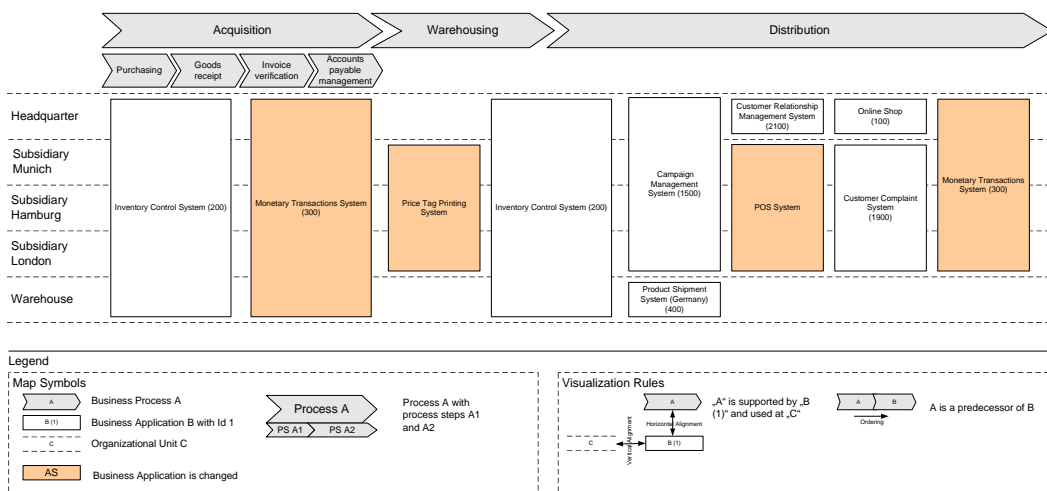 Acquisition
Warehousing
Distribution
Purchasing
Goods
receipt
Invoice
verification
Accounts
payable
management
Headquarter
Subsidiary
Munich
Subsidiary
Hamburg
Subsidiary
London
Warehouse
Inventory Control System (200)
Monetary Transactions System
(300)
Price Tag Printing
System
Inventory Control System (200)
Campaign
Management
System (1500)
Product Shipment
System (Germany)
(400)
Customer Relationship
Management System
(2100)
POS System
Online Shop
(100)
Customer Complaint
System
(1900)
Monetary Transactions
System (300)
Legend
Map Symbols
A
Business Process A
B (1)
Business Application B with Id 1
C
Organizational Unit C
AS
Business Application is changed
Process A
PS A1
PS A2
Process A with
process steps A1
and A2
Visualization Rules
A
Horizontal Alignment
C
Vertical Alignment
B (1)
„A“ is supported by „B
(1)“ and used at „C“
A
B
Ordering
A is a predecesor of B